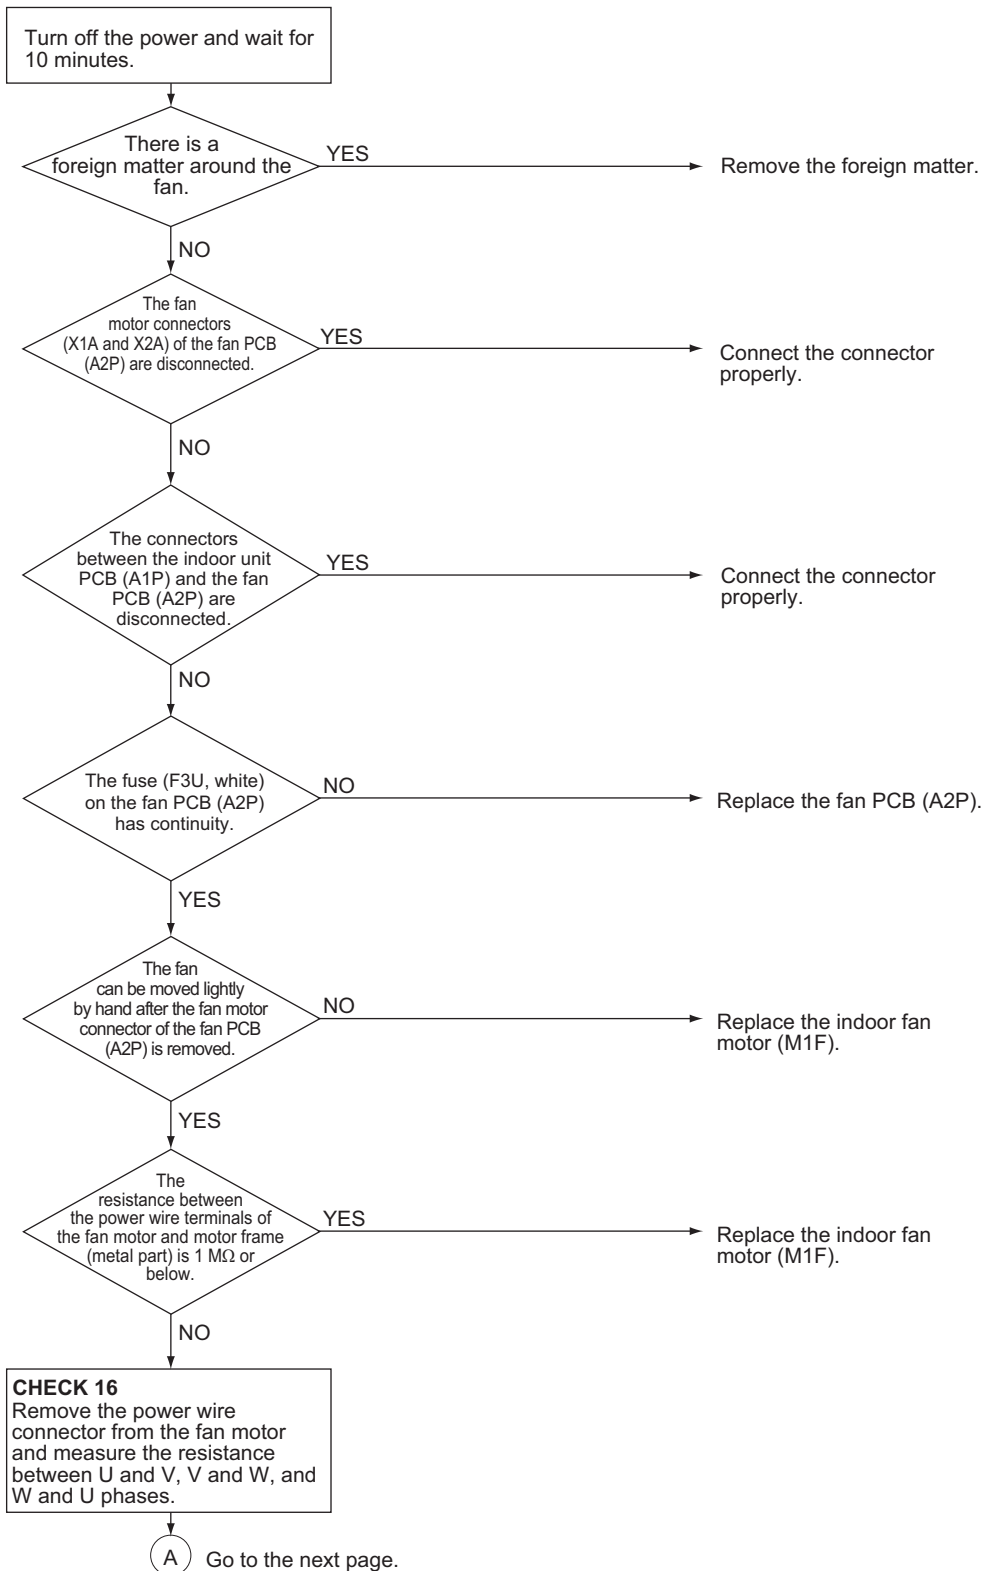 Turn off the power and wait for
10 minutes.
There is a
foreign matter around the
fan.
YES
Remove the foreign matter.
NO
The fan
motor connectors
(X1A and X2A) of the fan PCB
(A2P) are disconnected.
YES
Connect the connector
properly.
NO
The connectors
between the indoor unit
PCB (A1P) and the fan
PCB (A2P) are
disconnected.
YES
Connect the connector
properly.
NO
The fuse (F3U, white)
on the fan PCB (A2P)
has continuity.
NO
Replace the fan PCB (A2P).
YES
The fan
can be moved lightly
by hand after the fan motor
connector of the fan PCB
(A2P) is removed.
NO
Replace the indoor fan
motor (M1F).
YES
The
resistance between
the power wire terminals of
the fan motor and motor frame
(metal part) is 1 MΩ or
below.
YES
Replace the indoor fan
motor (M1F).
NO
CHECK 16
Remove the power wire
connector from the fan motor
and measure the resistance
between U and V, V and W, and
W and U phases.
A
Go to the next page.